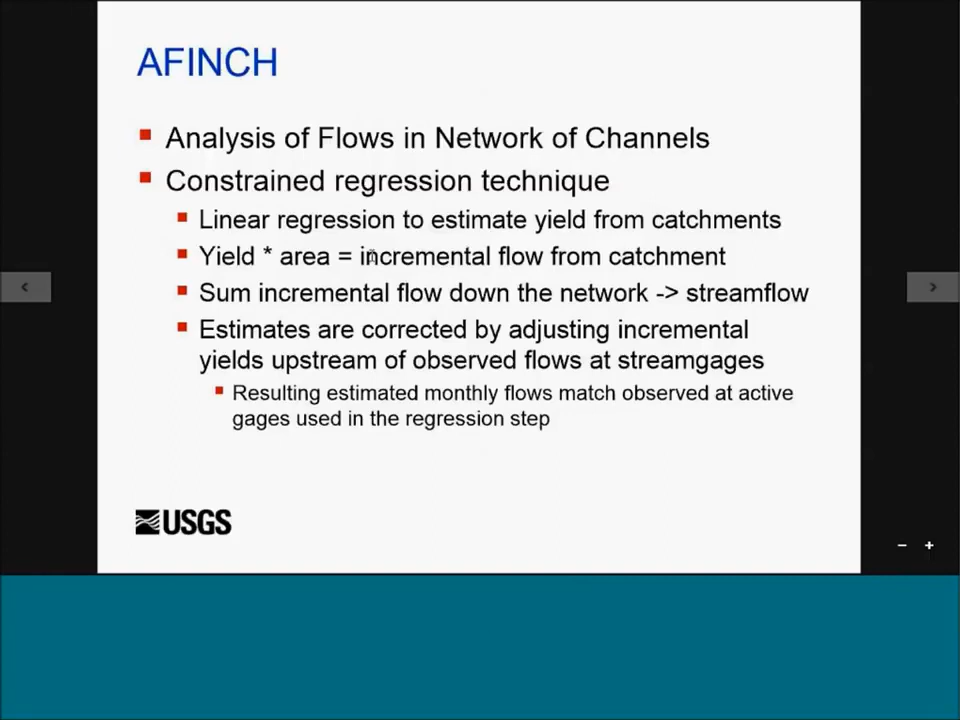 AFINCH
Analysis of Flows in Network of Channels
Constrained regression technique
Linear regression to estimate yield from catchments
Yield * area = incremental flow from catchment
Sum incremental flow down the network -> streamflow
Estimates are corrected by adjusting incremental
yields upstream of observed flows at streamgages
Resulting estimated monthly flows match observed at active
gages used in the regression step
USGS